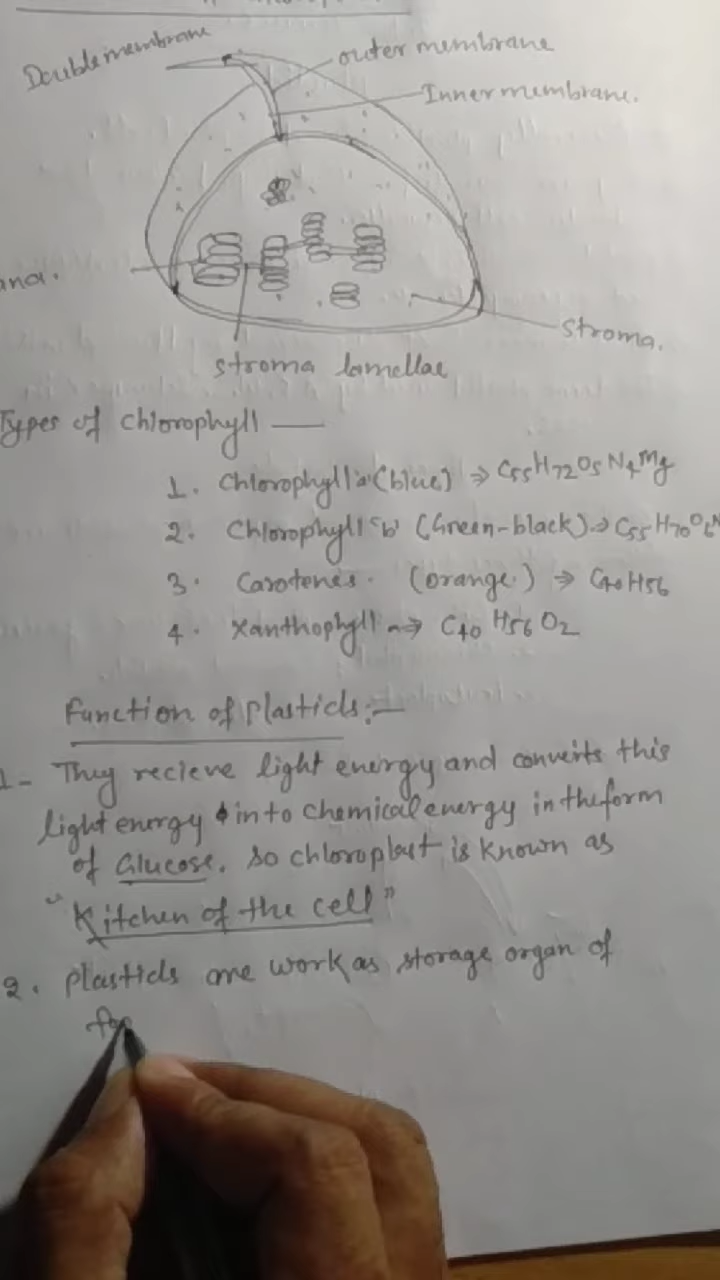 Double membrane
outer membrane
Inner membrane.
ana.
stroma.
stroma lamellae
Types of chlorophyll —
1. Chlorophyll 'a' (blue) → C55H72O5N4Mg
2. Chlorophyll 'b' (Green-black) → C55H70O6N
3. Carotenes. (orange) → C40H56
4. Xanthophyll → C40H56O2
Function of Plastids:—
1- They recieve light energy and converts this
light energy into chemical energy in the form
of Glucose. So chloroplast is known as
"Kitchen of the cell"
2. Plastids are work as storage organ of